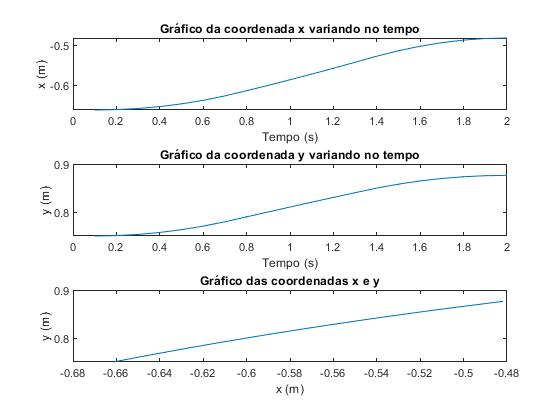 Gráfico da coordenada x variando no tempo
-0.5
-0.6
x (m)
0 0.2 0.4 0.6 0.8 1 1.2 1.4 1.6 1.8 2
Tempo (s)
Gráfico da coordenada y variando no tempo
0.9
0.8
y (m)
0 0.2 0.4 0.6 0.8 1 1.2 1.4 1.6 1.8 2
Tempo (s)
Gráfico das coordenadas x e y
0.9
0.8
y (m)
-0.68 -0.66 -0.64 -0.62 -0.6 -0.58 -0.56 -0.54 -0.52 -0.5 -0.48
x (m)